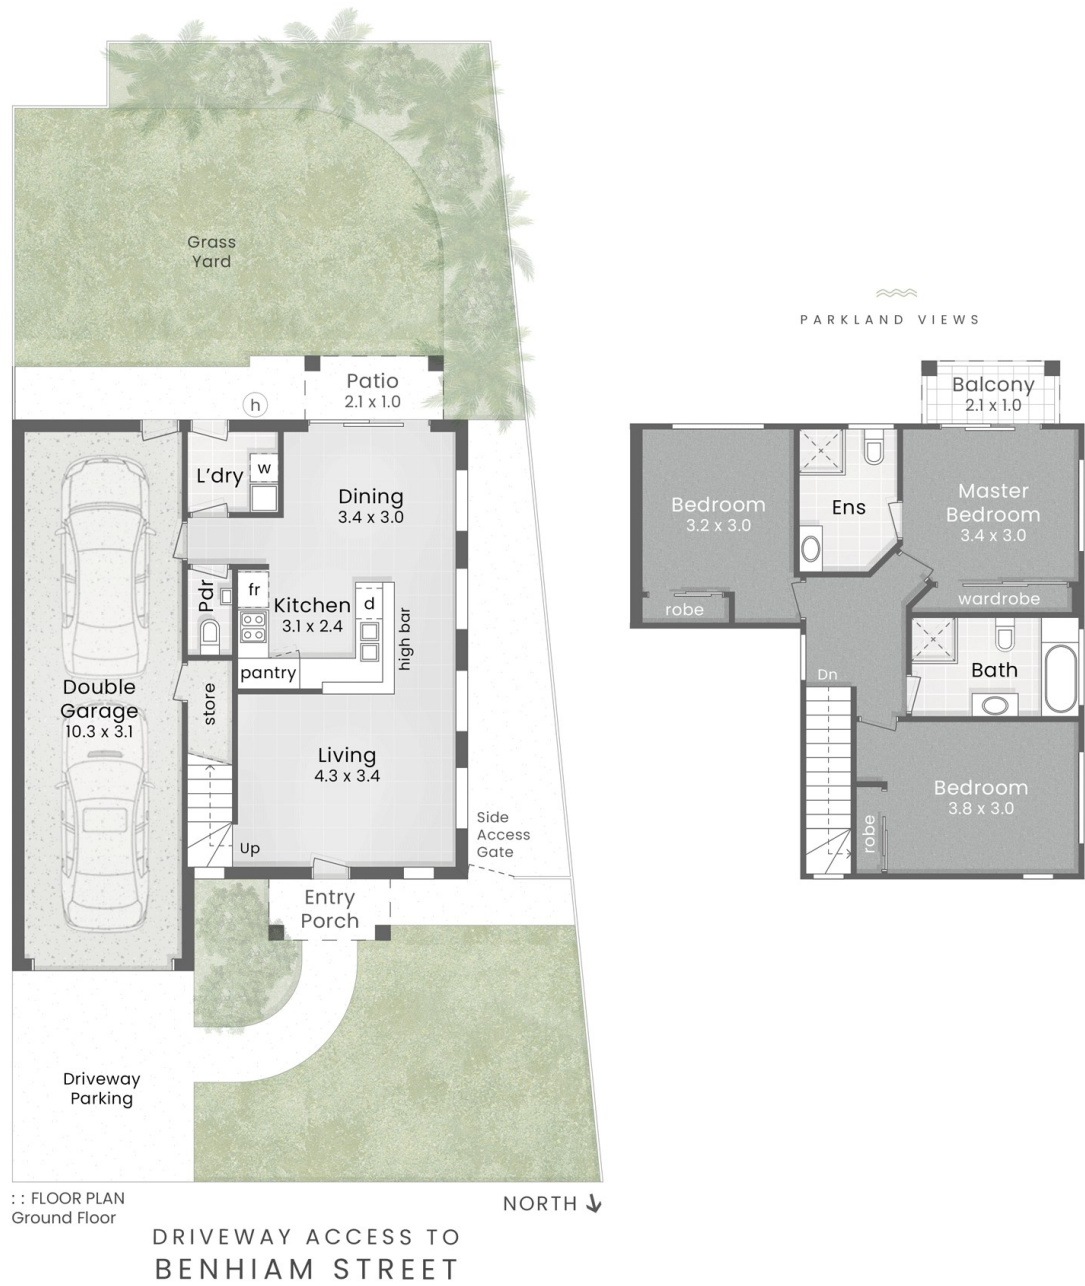 Grass
Yard
Patio
2.1 x 1.0
h
L'dry
w
Dining
3.4 x 3.0
Pdr
fr
Kitchen
3.1 x 2.4
d
high bar
pantry
store
Double
Garage
10.3 x 3.1
Living
4.3 x 3.4
Up
Side
Access
Gate
Entry
Porch
Driveway
Parking
PARKLAND VIEWS
Balcony
2.1 x 1.0
Bedroom
3.2 x 3.0
Ens
Master
Bedroom
3.4 x 3.0
robe
wardrobe
Bath
Dn
Bedroom
3.8 x 3.0
robe
: : FLOOR PLAN
Ground Floor
NORTH
DRIVEWAY ACCESS TO
BENHIAM STREET